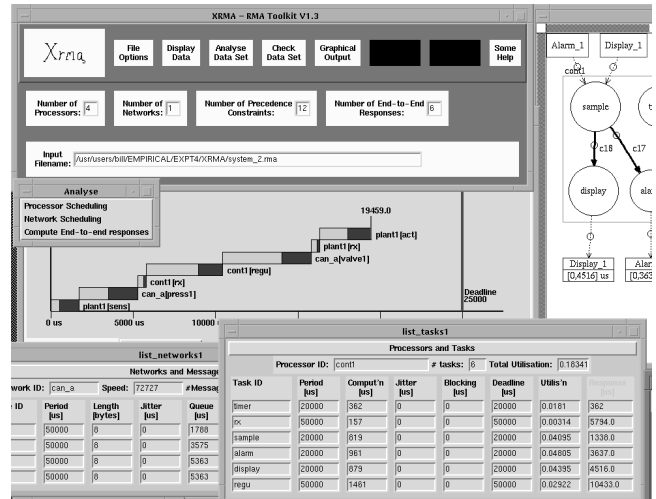 XRMA – RMA Toolkit V1.3
Xrma
File Options
Display Data
Analyse Data Set
Check Data Set
Graphical Output
Some Help
Number of Processors: 4
Number of Networks: 1
Number of Precedence Constraints: 12
Number of End-to-End Responses: 6
Input Filename: /usr/users/bill/EMPIRICAL/EXPT4/XRMA/system_2.rma
Alarm_1
Display_1
cont1
sample
c18
c17
display
Display_1
[0,4516] us
Analyse
Processor Scheduling
Network Scheduling
Compute End-to-end responses
19459.0
plant1[act]
plant1[rx]
can_a[valve1]
cont1[regu]
cont1[rx]
can_a[press1]
plant1[sens]
Deadline
25000
0 us
5000 us
10000
list_networks1
Networks and Messag
work ID: can_a Speed: 72727 #Messag
ID Period [us] Length [bytes] Jitter [us] Queue [us]
50000 8 0 1788
50000 8 0 3575
50000 8 0 5363
50000 8 0 5363
list_tasks1
Processors and Tasks
Processor ID: cont1 # tasks: 6 Total Utilisation: 0.18341
Task ID Period [us] Comput'n [us] Jitter [us] Blocking [us] Deadline [us] Utilis'n Response [us]
timer 20000 362 0 0 20000 0.0181 362
rx 50000 157 0 0 50000 0.00314 5794.0
sample 20000 819 0 0 20000 0.04095 1338.0
alarm 20000 961 0 0 20000 0.04805 3637.0
display 20000 879 0 0 20000 0.04395 4516.0
regu 50000 1461 0 0 50000 0.02922 10433.0